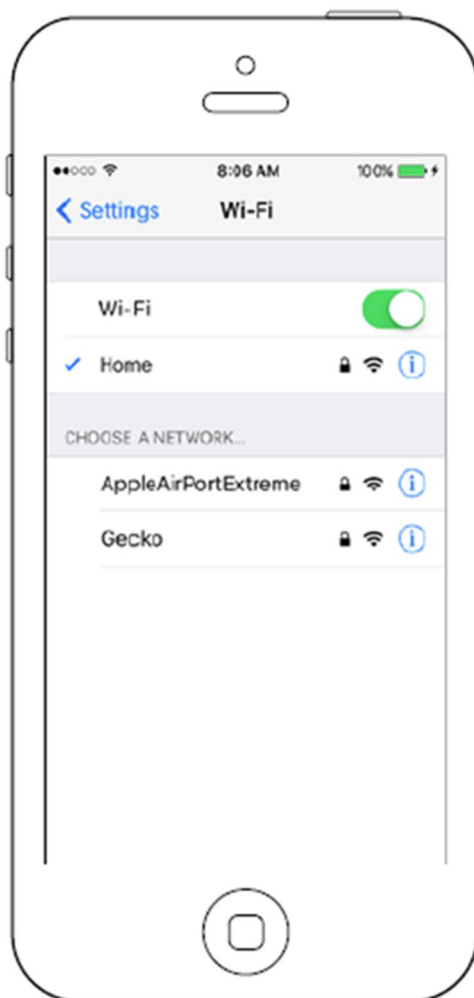 8:06 AM 100%
Settings Wi-Fi
Wi-Fi
Home
CHOOSE A NETWORK...
AppleAirPortExtreme
Gecko